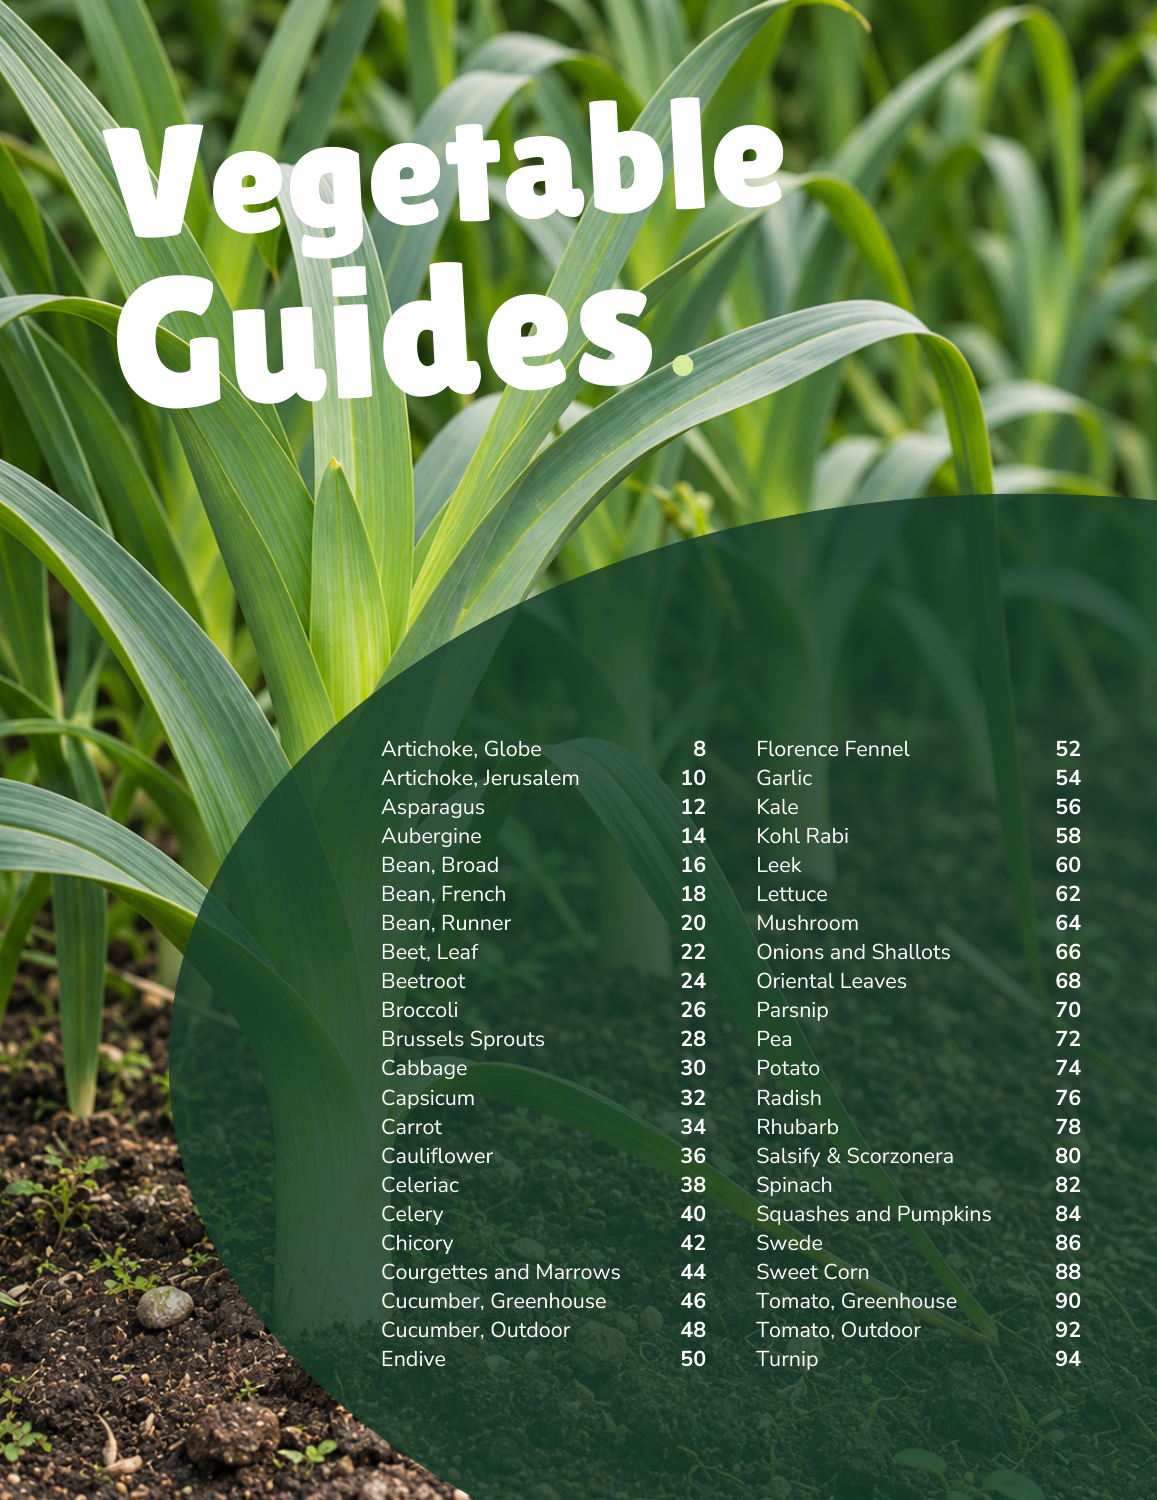 Vegetable
Guides.
Artichoke, Globe 8
Artichoke, Jerusalem 10
Asparagus 12
Aubergine 14
Bean, Broad 16
Bean, French 18
Bean, Runner 20
Beet, Leaf 22
Beetroot 24
Broccoli 26
Brussels Sprouts 28
Cabbage 30
Capsicum 32
Carrot 34
Cauliflower 36
Celeriac 38
Celery 40
Chicory 42
Courgettes and Marrows 44
Cucumber, Greenhouse 46
Cucumber, Outdoor 48
Endive 50
Florence Fennel 52
Garlic 54
Kale 56
Kohl Rabi 58
Leek 60
Lettuce 62
Mushroom 64
Onions and Shallots 66
Oriental Leaves 68
Parsnip 70
Pea 72
Potato 74
Radish 76
Rhubarb 78
Salsify & Scorzonera 80
Spinach 82
Squashes and Pumpkins 84
Swede 86
Sweet Corn 88
Tomato, Greenhouse 90
Tomato, Outdoor 92
Turnip 94